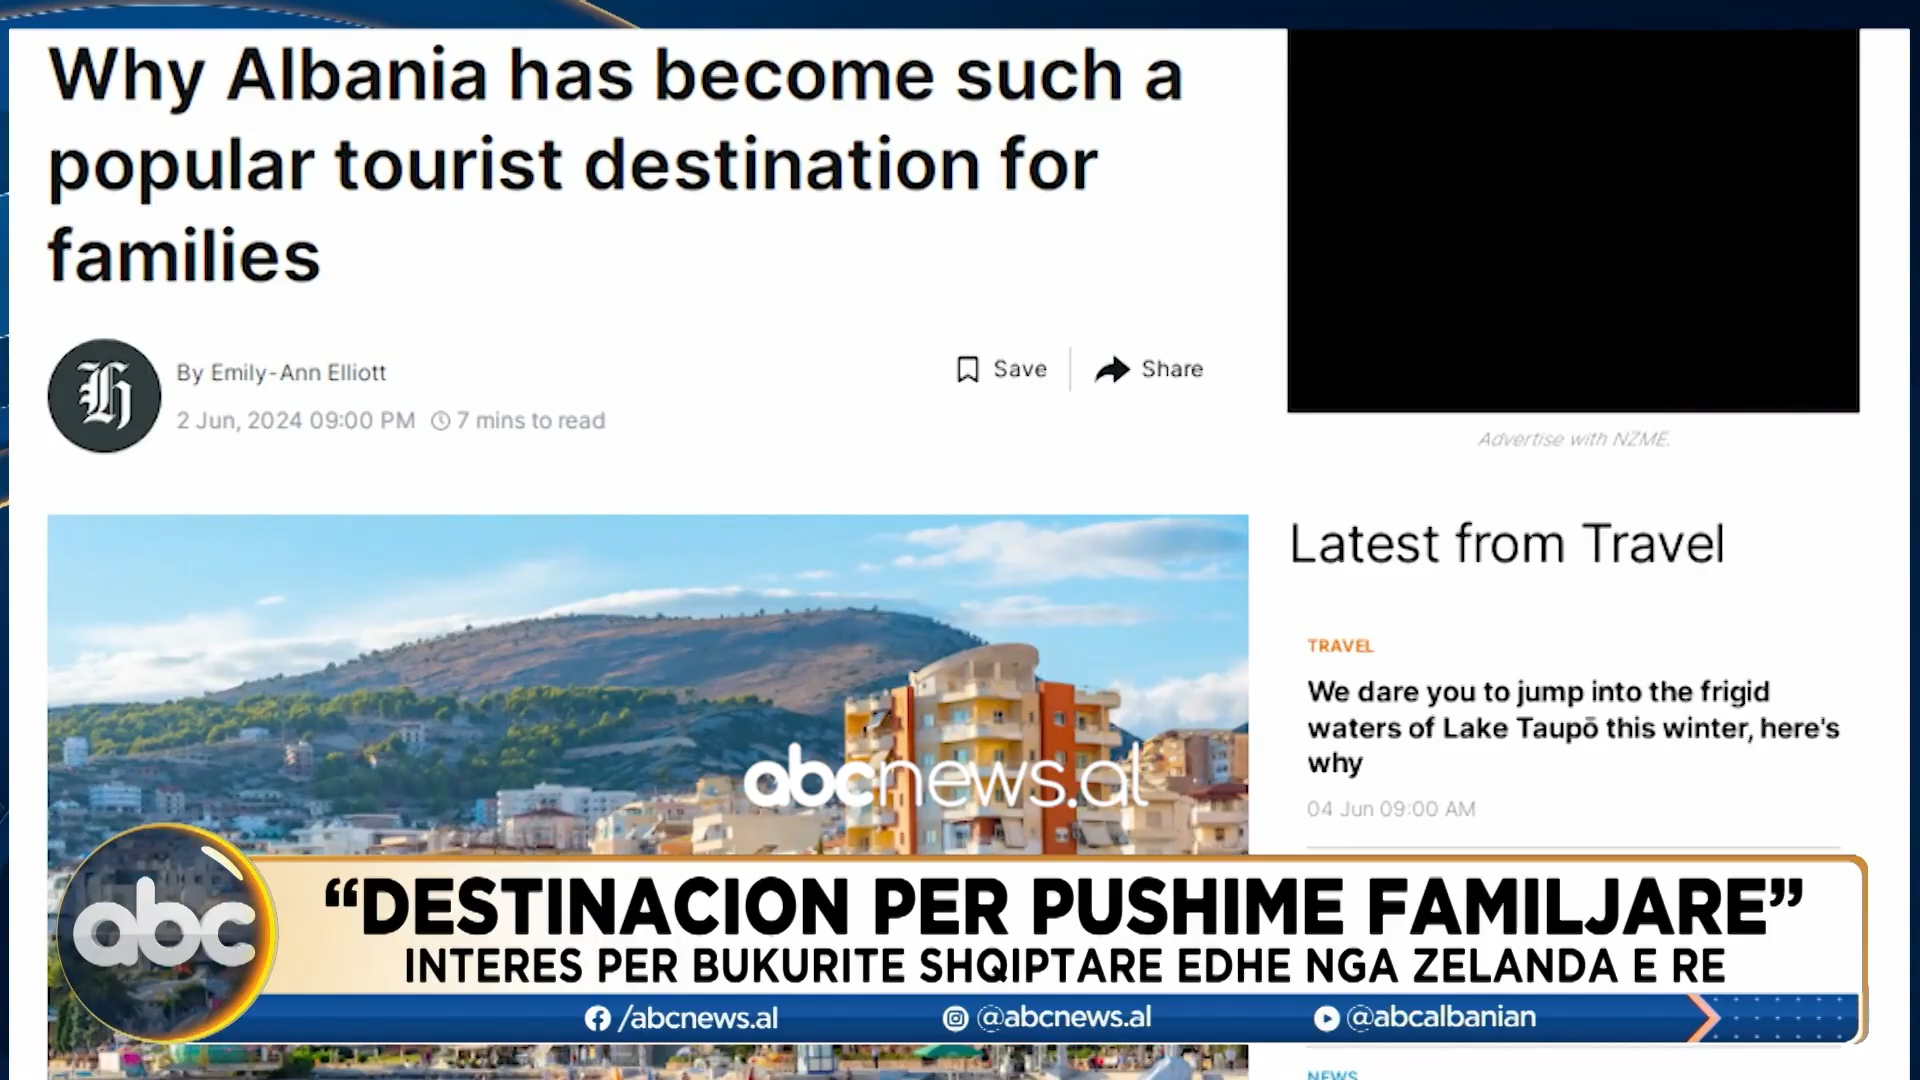 Why Albania has become such a
popular tourist destination for
families
By Emily-Ann Elliott
2 Jun, 2024 09:00 PM 7 mins to read
Save
Share
Advertise with NZME.
Latest from Travel
TRAVEL
We dare you to jump into the frigid
waters of Lake Taupō this winter, here's
why
04 Jun 09:00 AM
abcnews.al
abc
“DESTINACION PER PUSHIME FAMILJARE”
INTERES PER BUKURITE SHQIPTARE EDHE NGA ZELANDA E RE
/abcnews.al
@abcnews.al
@abcalbanian
NEWS